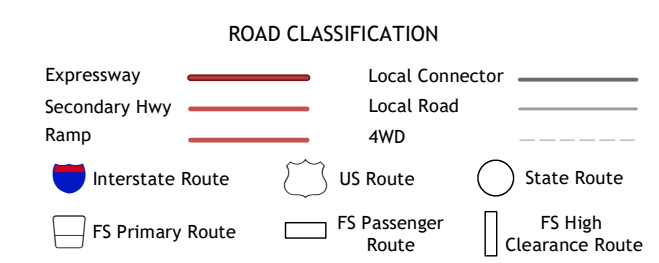 ROAD CLASSIFICATION
Expressway
Local Connector
Secondary Hwy
Local Road
Ramp
4WD
Interstate Route
US Route
State Route
FS Primary Route
FS Passenger
Route
FS High
Clearance Route